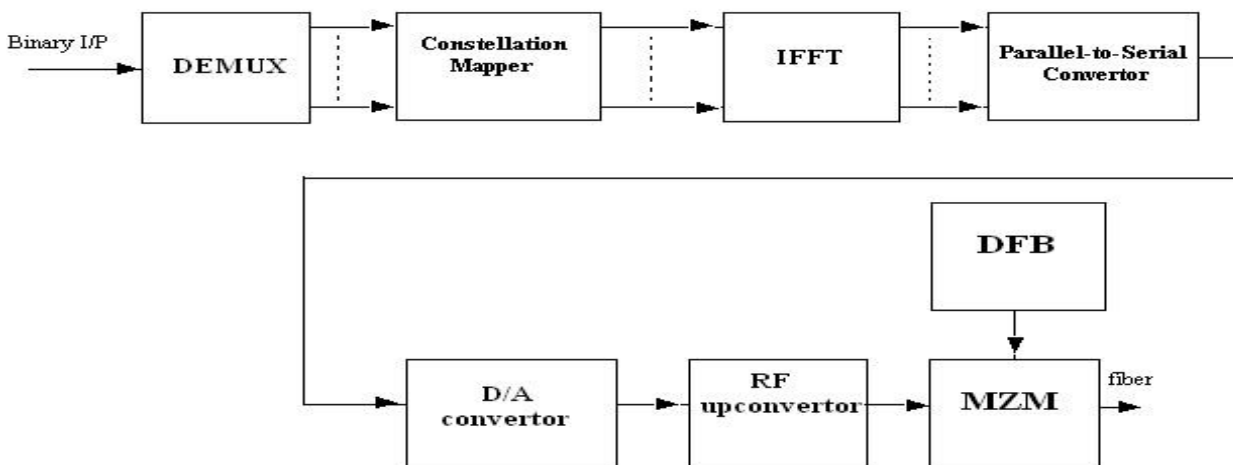 Binary I/P
DEMUX
Constellation
Mapper
IFFT
Parallel-to-Serial
Convertor
DFB
D/A
convertor
RF
upconvertor
MZM
fiber